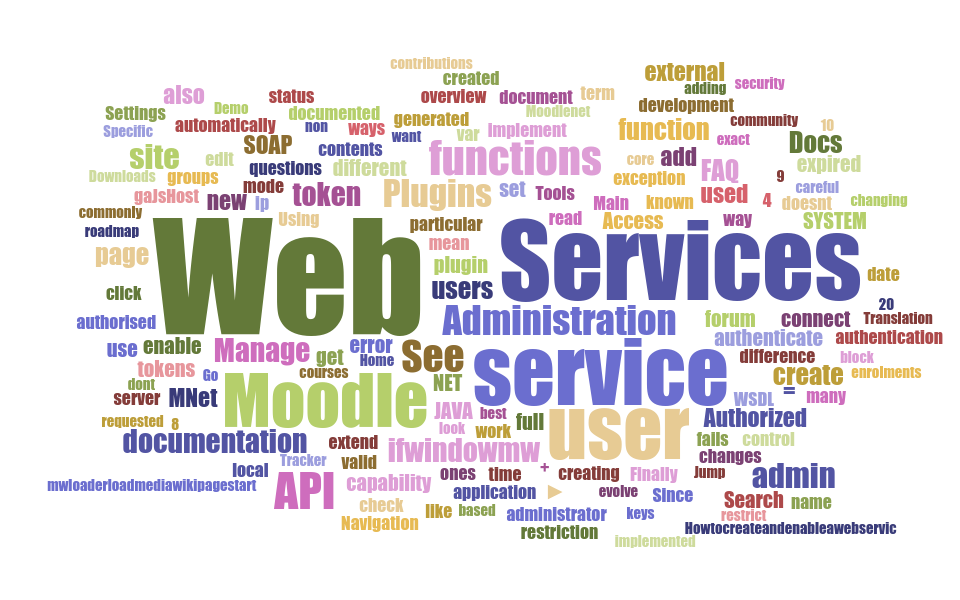 contributions
created
external
adding
security
also
status
overview
document
term
Settings
Demo
documented
Moodlenet
development
Specific
automatically
non
ways
generated
want
var
Implement
function
community
exact
10
Docs
site
edit
SOAP
contents
different
functions
core
add
FAQ
expired
Downloads
groups
questions
exception
9
gaJsHost
new
mode
Ip
token
Plugins
set
Tools
Main
known
used
4
careful
doesnt
changing
commonly
Using
particular
read
Access
way
SYSTEM
roadmap
page
Web
mean
plugin
Services
date
click
users
20
authorised
Administration
forum
connect
Translation
use
enable
Manage
get
error
Home
See
service
authenticate
authentication
difference
block
tokens
Go
courses
NET
create
enrolments
dont
server
MNet
Moodle
JAVA
best
full
user
WSDL
=
many
requested
8
look
work
Authorized
documentation
extend
ifwindowmw
falls
control
local
Tracker
valid
ones
time
+
creating
Finally
changes
Jump
admin
mwloaderloadmediawikipagestart
API
capability
application
►
evolve
Since
Search
name
check
Navigation
like
based
administrator
keys
restrict
restriction
Howtocreateandenableawebservic
implemented